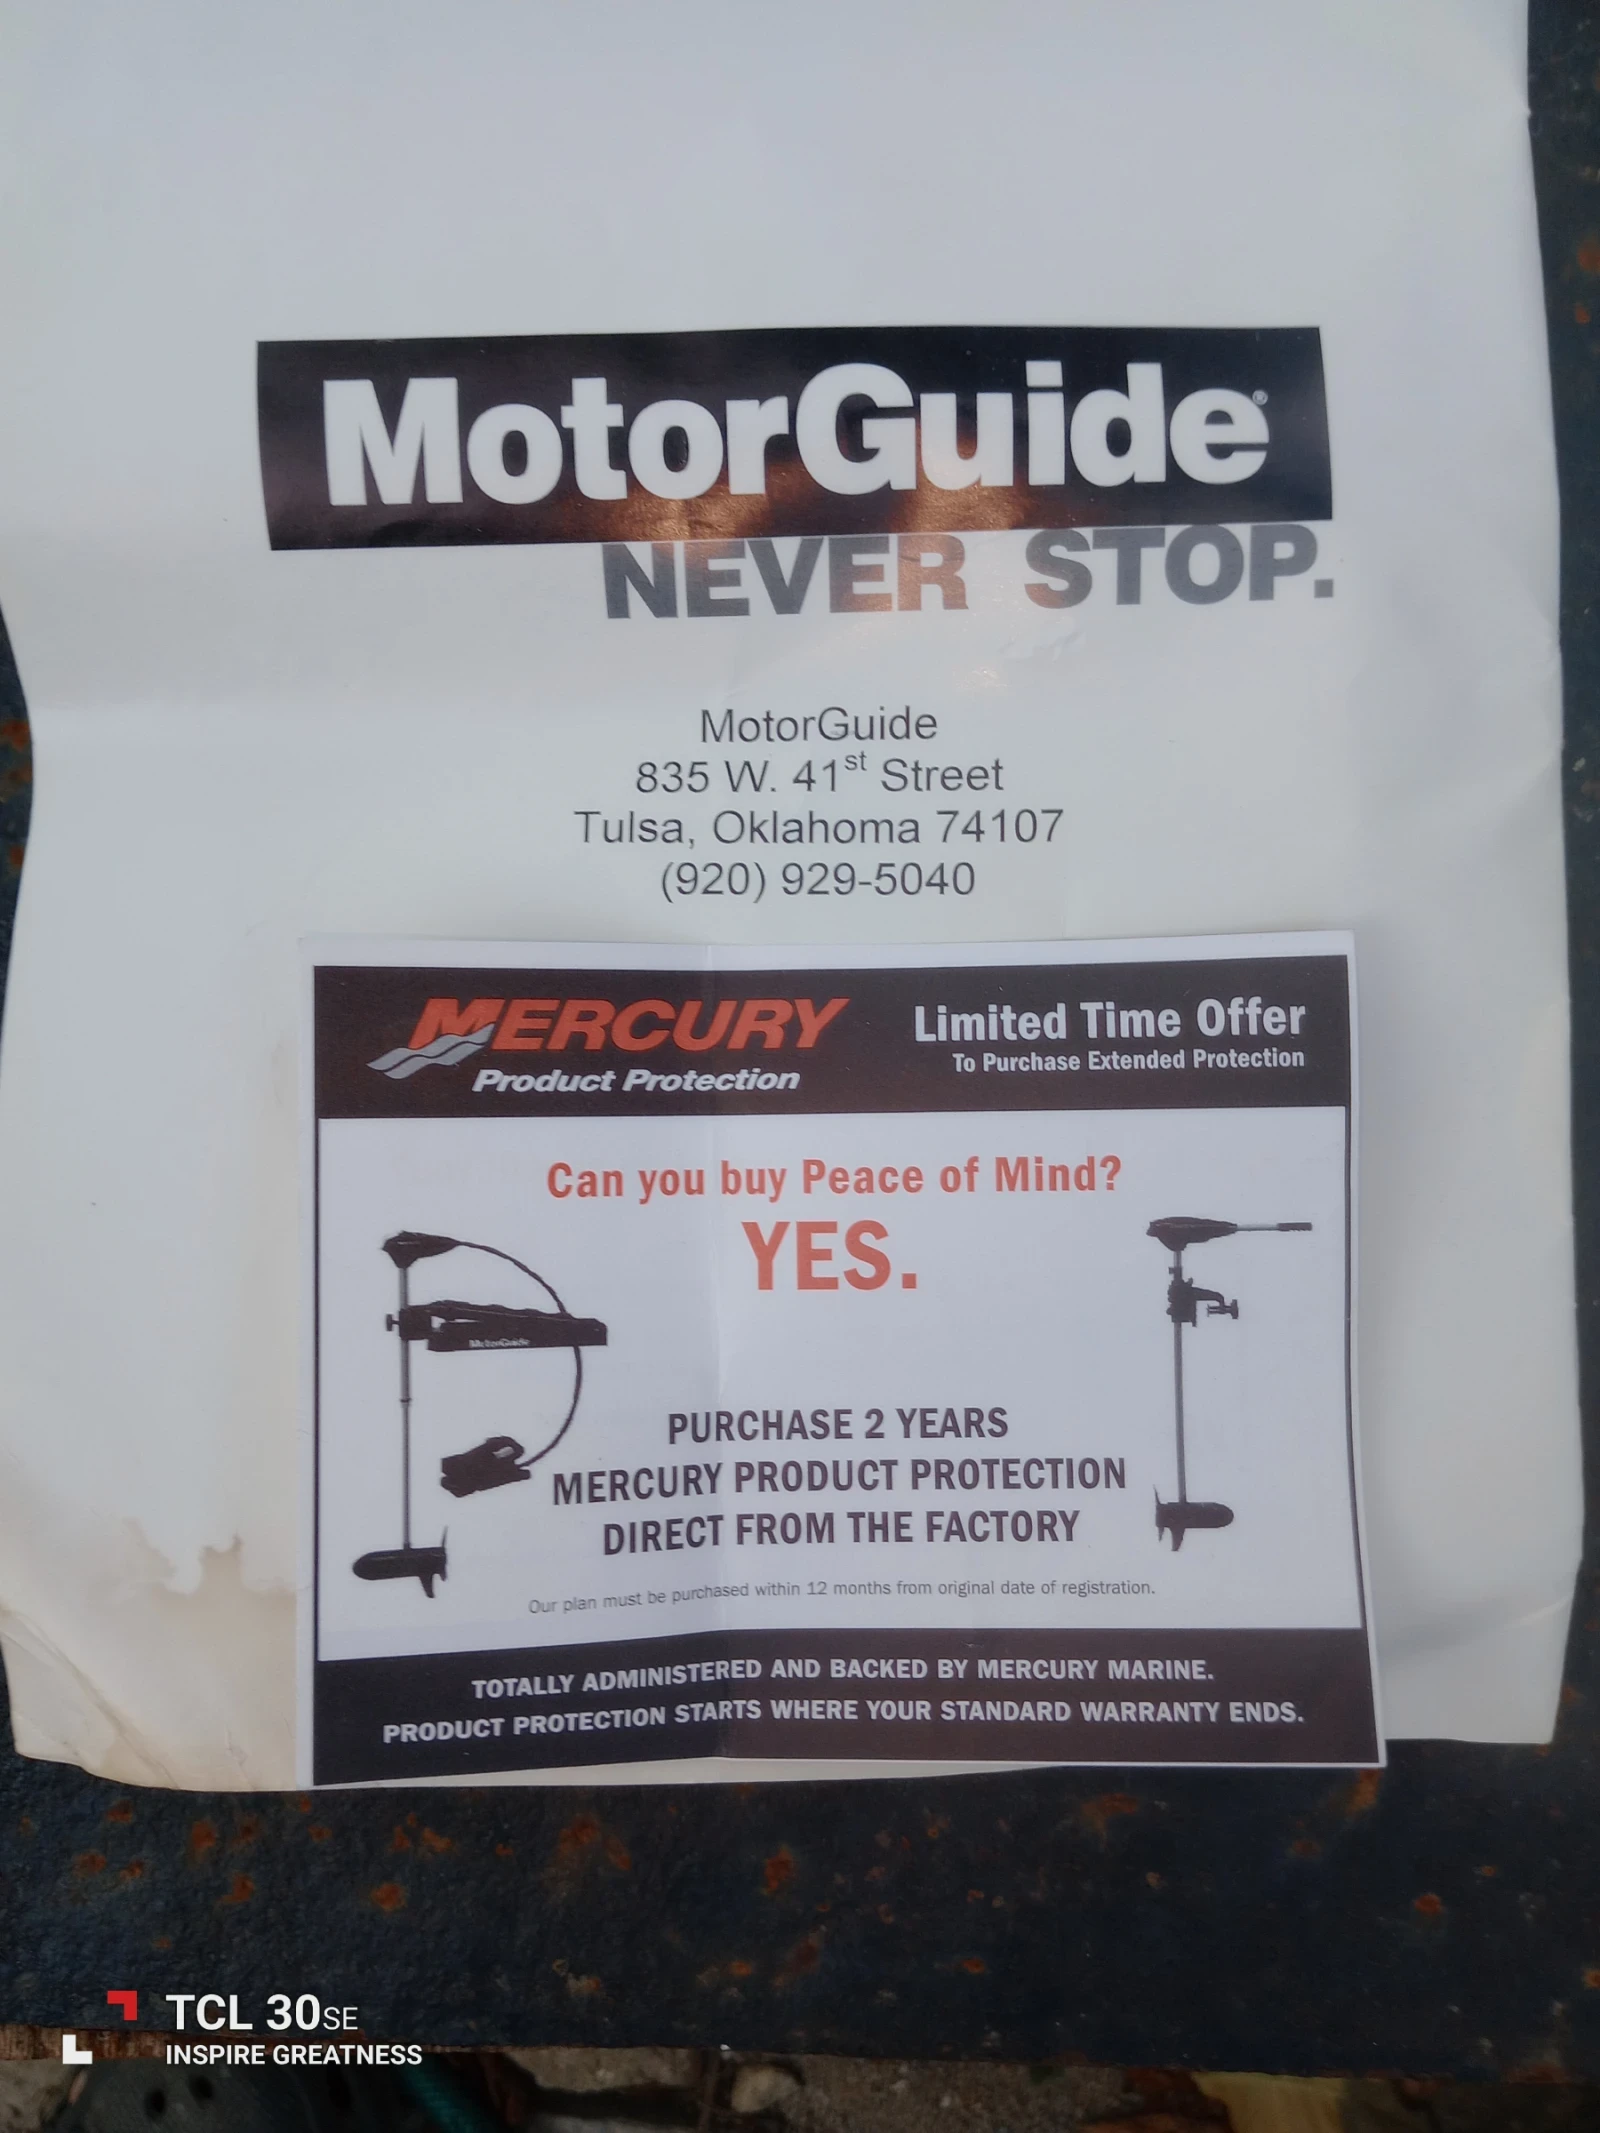 MotorGuide®
NEVER STOP.
MotorGuide
835 W. 41st Street
Tulsa, Oklahoma 74107
(920) 929-5040
MERCURY
Product Protection
Limited Time Offer
To Purchase Extended Protection
Can you buy Peace of Mind?
YES.
MotorGuide
PURCHASE 2 YEARS
MERCURY PRODUCT PROTECTION
DIRECT FROM THE FACTORY
Our plan must be purchased within 12 months from original date of registration.
TOTALLY ADMINISTERED AND BACKED BY MERCURY MARINE.
PRODUCT PROTECTION STARTS WHERE YOUR STANDARD WARRANTY ENDS.
TCL 30SE
INSPIRE GREATNESS